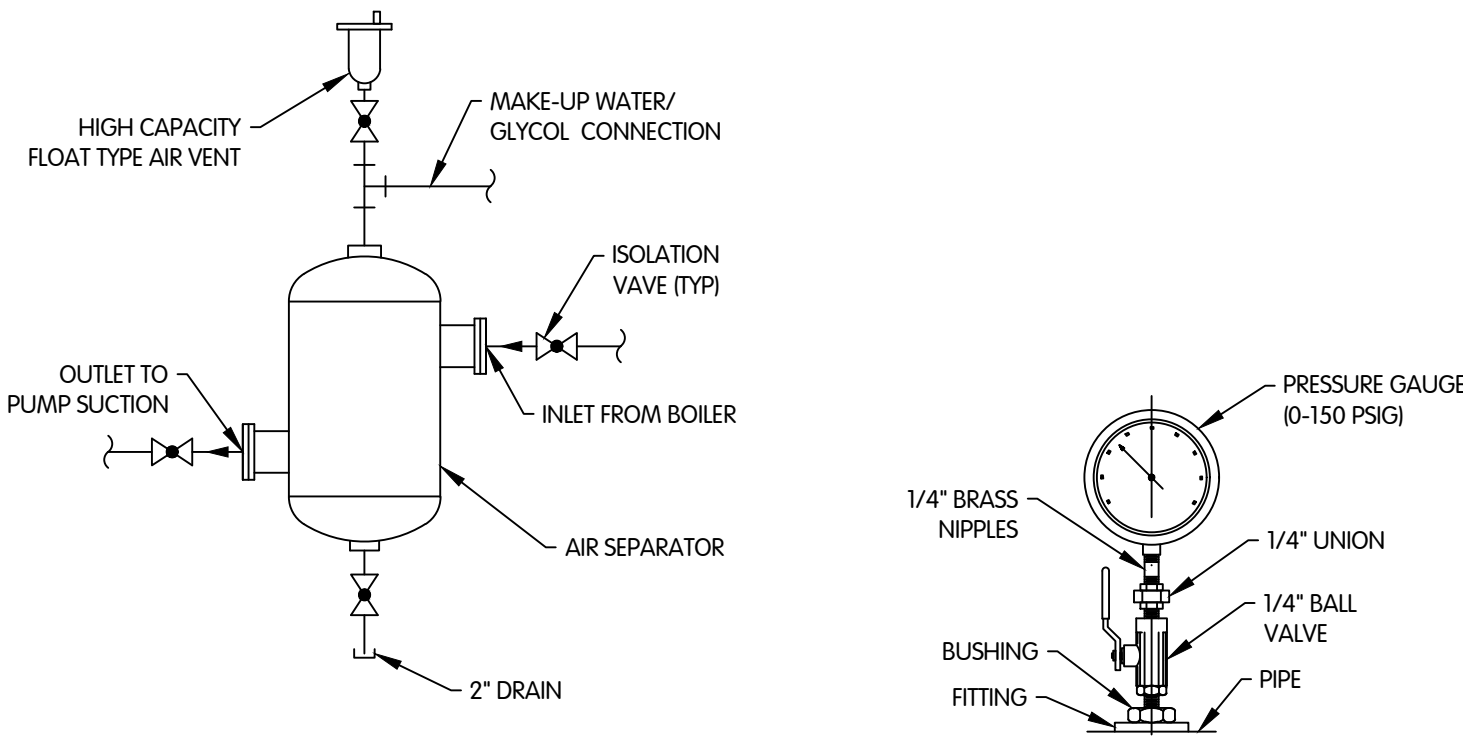 HIGH CAPACITY
FLOAT TYPE AIR VENT
MAKE-UP WATER/
GLYCOL CONNECTION
ISOLATION
VAVE (TYP)
OUTLET TO
PUMP SUCTION
INLET FROM BOILER
AIR SEPARATOR
2" DRAIN
PRESSURE GAUGE
(0-150 PSIG)
1/4" BRASS
NIPPLES
1/4" UNION
1/4" BALL
VALVE
BUSHING
FITTING
PIPE